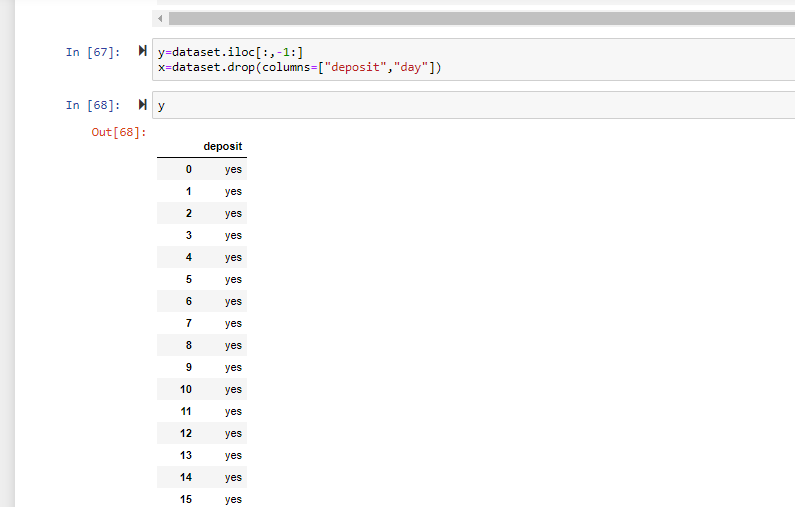 In [67]:
y=dataset.iloc[:,-1:]
x=dataset.drop(columns=["deposit","day"])
In [68]:
y
Out[68]:
deposit
0 yes
1 yes
2 yes
3 yes
4 yes
5 yes
6 yes
7 yes
8 yes
9 yes
10 yes
11 yes
12 yes
13 yes
14 yes
15 yes